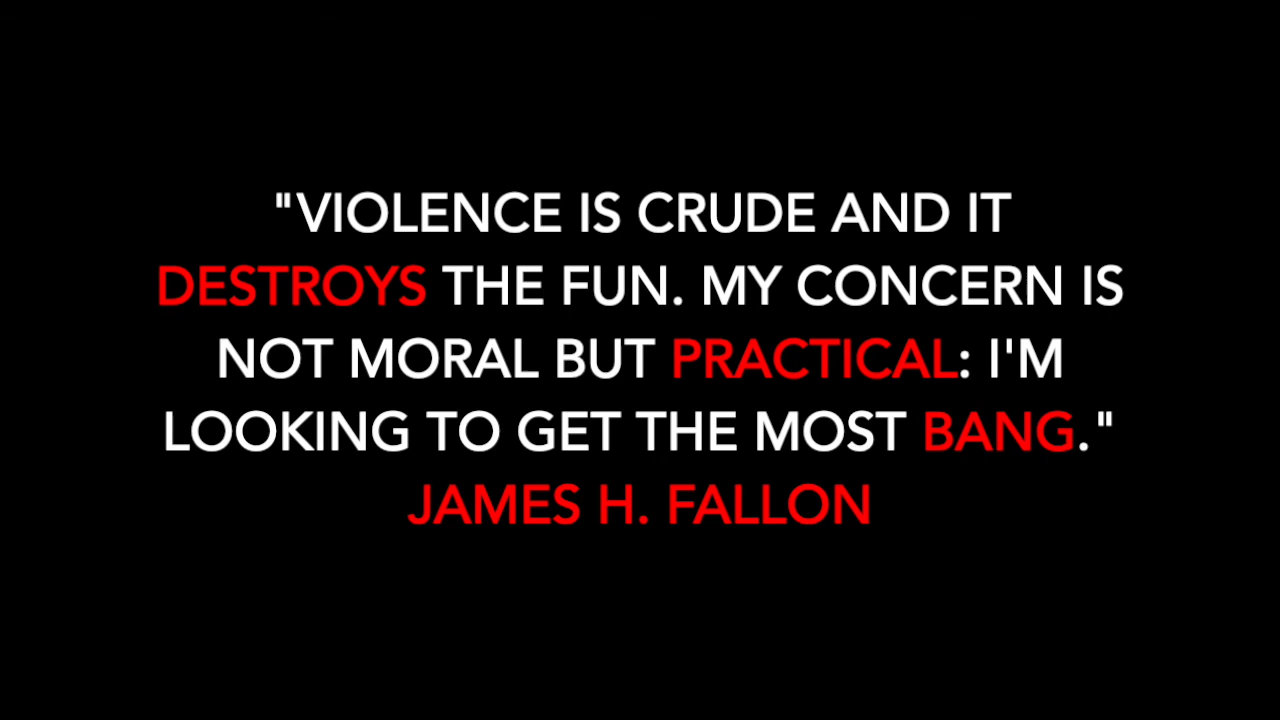 "VIOLENCE IS CRUDE AND IT
DESTROYS THE FUN. MY CONCERN IS
NOT MORAL BUT PRACTICAL: I'M
LOOKING TO GET THE MOST BANG."
JAMES H. FALLON